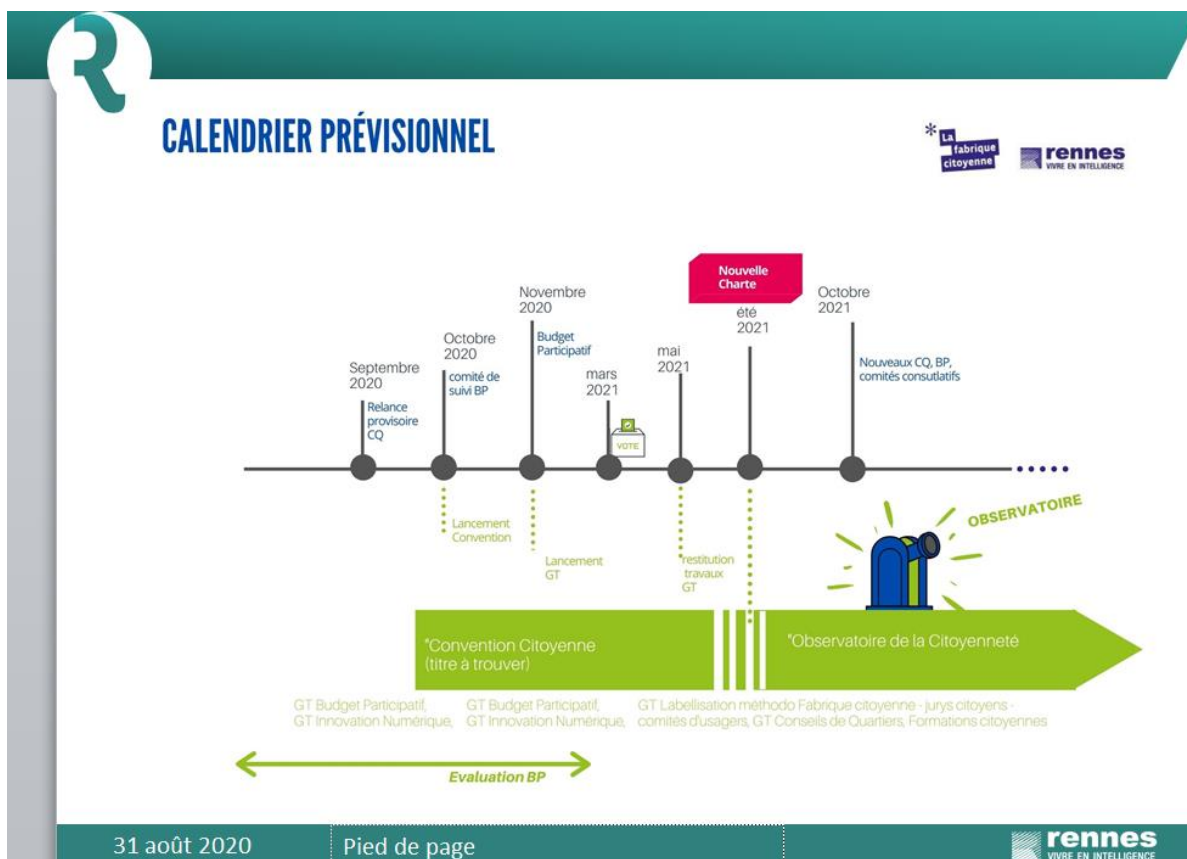 R
CALENDRIER PRÉVISIONNEL
* La
fabrique
citoyenne
rennes
VIVRE EN INTELLIGENCE
Septembre
2020
Relance
provisoire
CQ
Octobre
2020
comité de
suivi BP
Novembre
2020
Budget
Participatif
mars
2021
VOTE
mai
2021
Nouvelle
Charte
été
2021
Octobre
2021
Nouveaux CQ, BP,
comités consutlatifs
Lancement
Convention
Lancement
GT
restitution
travaux
GT
OBSERVATOIRE
"Convention Citoyenne
(titre à trouver)
"Observatoire de la Citoyenneté
GT Budget Participatif,
GT Innovation Numérique,
GT Budget Participatif,
GT Innovation Numérique,
GT Labellisation méthodo Fabrique citoyenne - jurys citoyens -
comités d'usagers, GT Conseils de Quartiers, Formations citoyennes
Evaluation BP
31 août 2020
Pied de page
rennes
VIVRE EN INTELLIGENCE